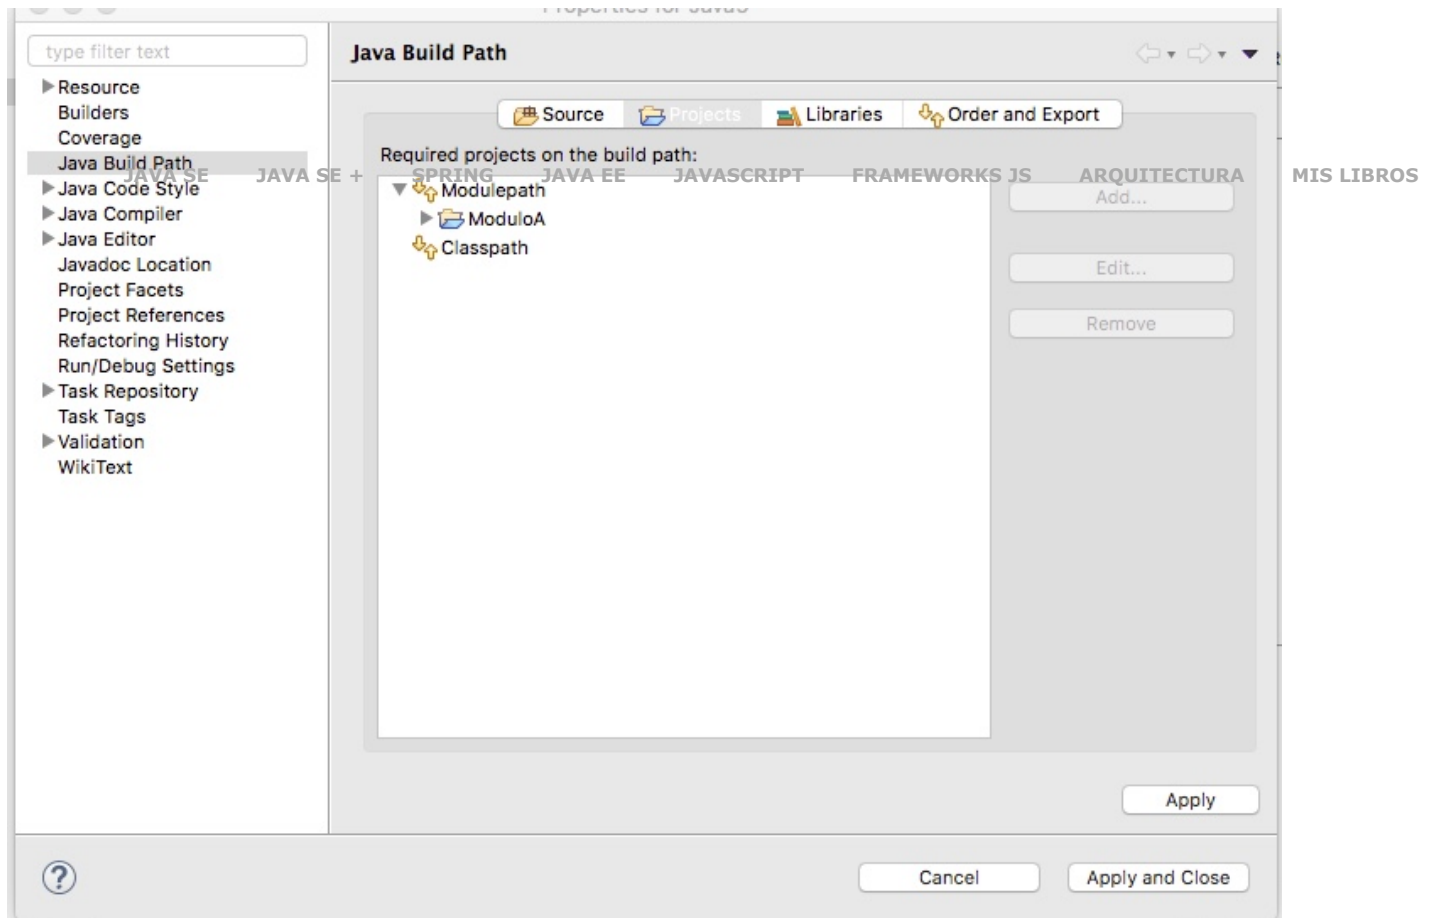 type filter text
Java Build Path
Resource
Builders
Coverage
Java Build Path
Java Code Style
Java Compiler
Java Editor
Javadoc Location
Project Facets
Project References
Refactoring History
Run/Debug Settings
Task Repository
Task Tags
Validation
WikiText
Source Projects Libraries Order and Export
Required projects on the build path:
JAVA SE JAVA SE + SPRING JAVA EE JAVASCRIPT FRAMEWORKS JS ARQUITECTURA MIS LIBROS
Modulepath
ModuloA
Classpath
Add...
Edit...
Remove
Apply
? Cancel Apply and Close